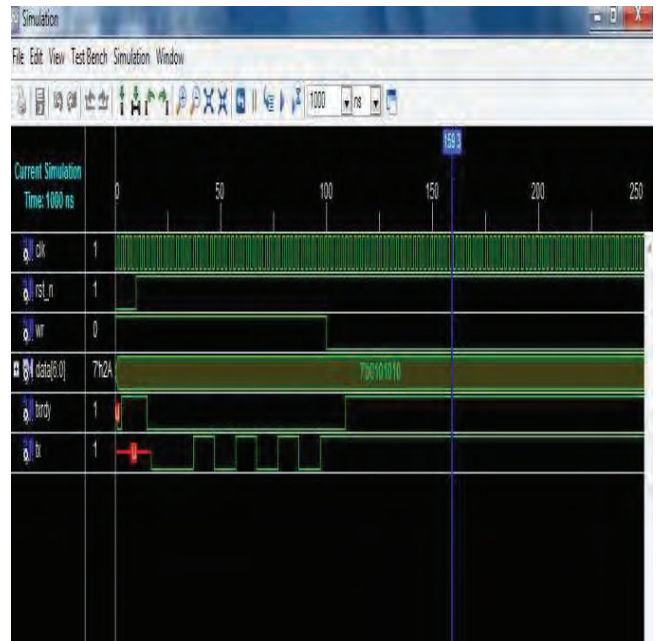 Simulation
File Edit View Test Bench Simulation Window
1000 ns
159.3
Current Simulation
Time: 1000 ns
0 50 100 150 200 250
clk 1
rst_n 1
wr 0
data[6:0] 7'h2A 7'b0101010
txrdy 1 U
tx 1 U